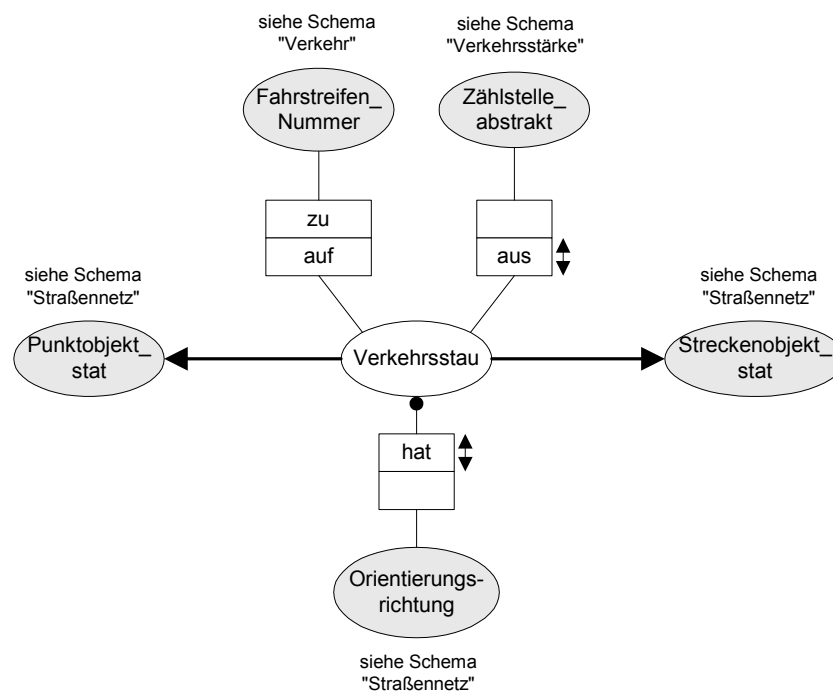 siehe Schema
"Verkehr"
siehe Schema
"Verkehrsstärke"
Fahrstreifen_
Nummer
Zählstelle_
abstrakt
zu
auf
aus
siehe Schema
"Straßennetz"
siehe Schema
"Straßennetz"
Punktobjekt_
stat
Verkehrsstau
Streckenobjekt_
stat
hat
Orientierungs-
richtung
siehe Schema
"Straßennetz"